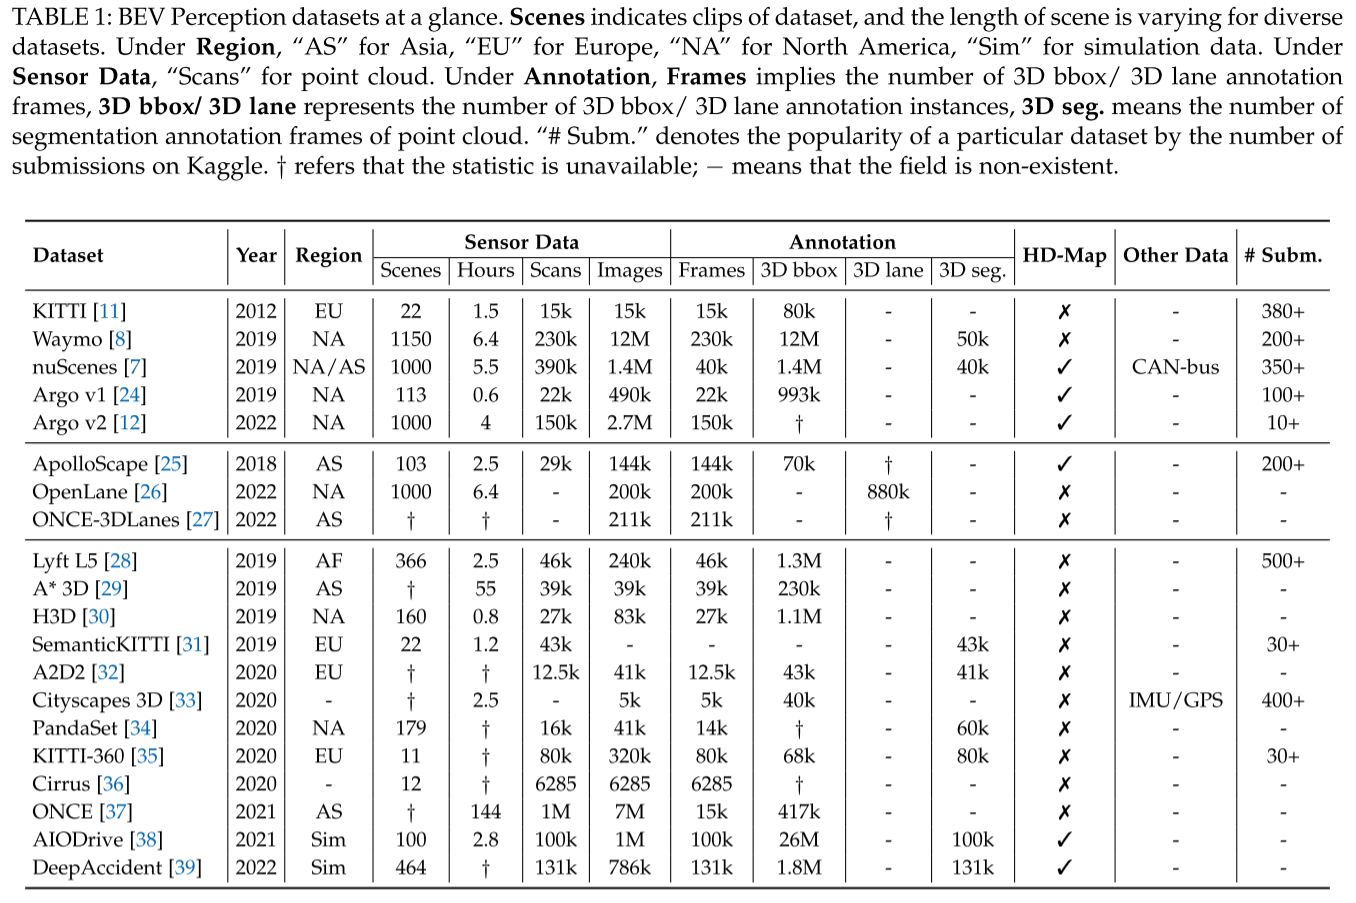 TABLE 1: BEV Perception datasets at a glance. Scenes indicates clips of dataset, and the length of scene is varying for diverse
datasets. Under Region, “AS” for Asia, “EU” for Europe, “NA” for North America, “Sim” for simulation data. Under
Sensor Data, “Scans” for point cloud. Under Annotation, Frames implies the number of 3D bbox/ 3D lane annotation
frames, 3D bbox/ 3D lane represents the number of 3D bbox/ 3D lane annotation instances, 3D seg. means the number of
segmentation annotation frames of point cloud. “# Subm.” denotes the popularity of a particular dataset by the number of
submissions on Kaggle. † refers that the statistic is unavailable; − means that the field is non-existent.
Dataset Year Region Sensor Data Annotation HD-Map Other Data # Subm.
Scenes Hours Scans Images Frames 3D bbox 3D lane 3D seg.
KITTI [11] 2012 EU 22 1.5 15k 15k 15k 80k - - ✗ - 380+
Waymo [8] 2019 NA 1150 6.4 230k 12M 230k 12M - 50k ✗ - 200+
nuScenes [7] 2019 NA/AS 1000 5.5 390k 1.4M 40k 1.4M - 40k ✓ CAN-bus 350+
Argo v1 [24] 2019 NA 113 0.6 22k 490k 22k 993k - - ✓ - 100+
Argo v2 [12] 2022 NA 1000 4 150k 2.7M 150k † - - ✓ - 10+
ApolloScape [25] 2018 AS 103 2.5 29k 144k 144k 70k † - ✓ - 200+
OpenLane [26] 2022 NA 1000 6.4 - 200k 200k - 880k - ✗ - -
ONCE-3DLanes [27] 2022 AS † † - 211k 211k - † - ✗ - -
Lyft L5 [28] 2019 AF 366 2.5 46k 240k 46k 1.3M - - ✗ - 500+
A* 3D [29] 2019 AS † 55 39k 39k 39k 230k - - ✗ - -
H3D [30] 2019 NA 160 0.8 27k 83k 27k 1.1M - - ✗ - -
SemanticKITTI [31] 2019 EU 22 1.2 43k - - - - 43k ✗ - 30+
A2D2 [32] 2020 EU † † 12.5k 41k 12.5k 43k - 41k ✗ - -
Cityscapes 3D [33] 2020 - † 2.5 - 5k 5k 40k - - ✗ IMU/GPS 400+
PandaSet [34] 2020 NA 179 † 16k 41k 14k † - 60k ✗ - -
KITTI-360 [35] 2020 EU 11 † 80k 320k 80k 68k - 80k ✗ - 30+
Cirrus [36] 2020 - 12 † 6285 6285 6285 † - - ✗ - -
ONCE [37] 2021 AS † 144 1M 7M 15k 417k - - ✗ - -
AIODrive [38] 2021 Sim 100 2.8 100k 1M 100k 26M - 100k ✓ - -
DeepAccident [39] 2022 Sim 464 † 131k 786k 131k 1.8M - 131k ✓ - -